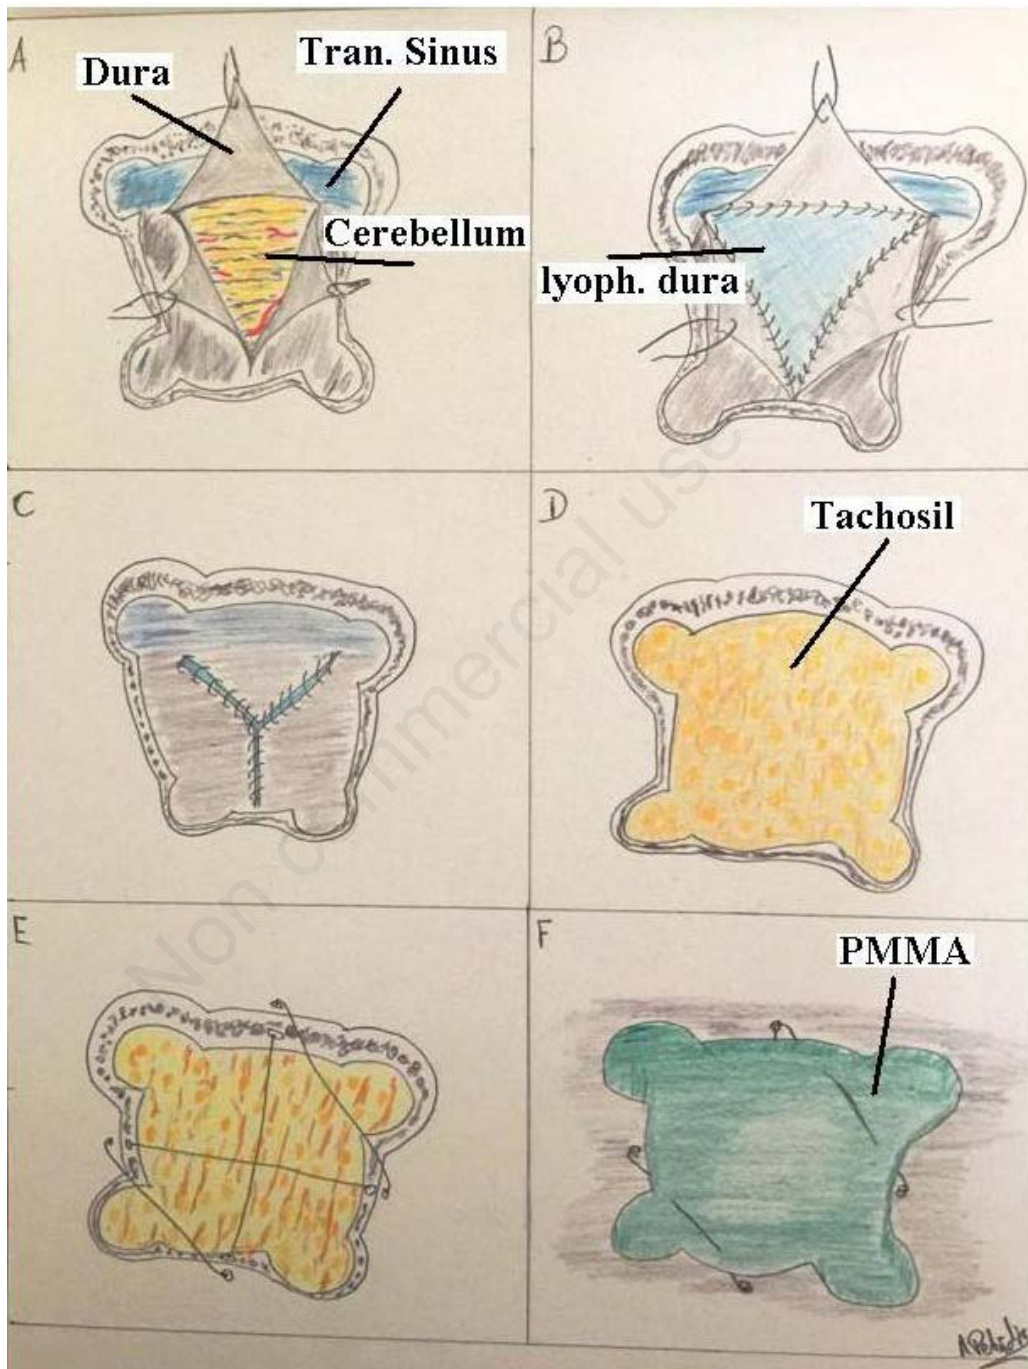 A
Dura
Tran. Sinus
Cerebellum
B
lyoph. dura
C
D
Tachosil
E
F
PMMA
Non commercial use only